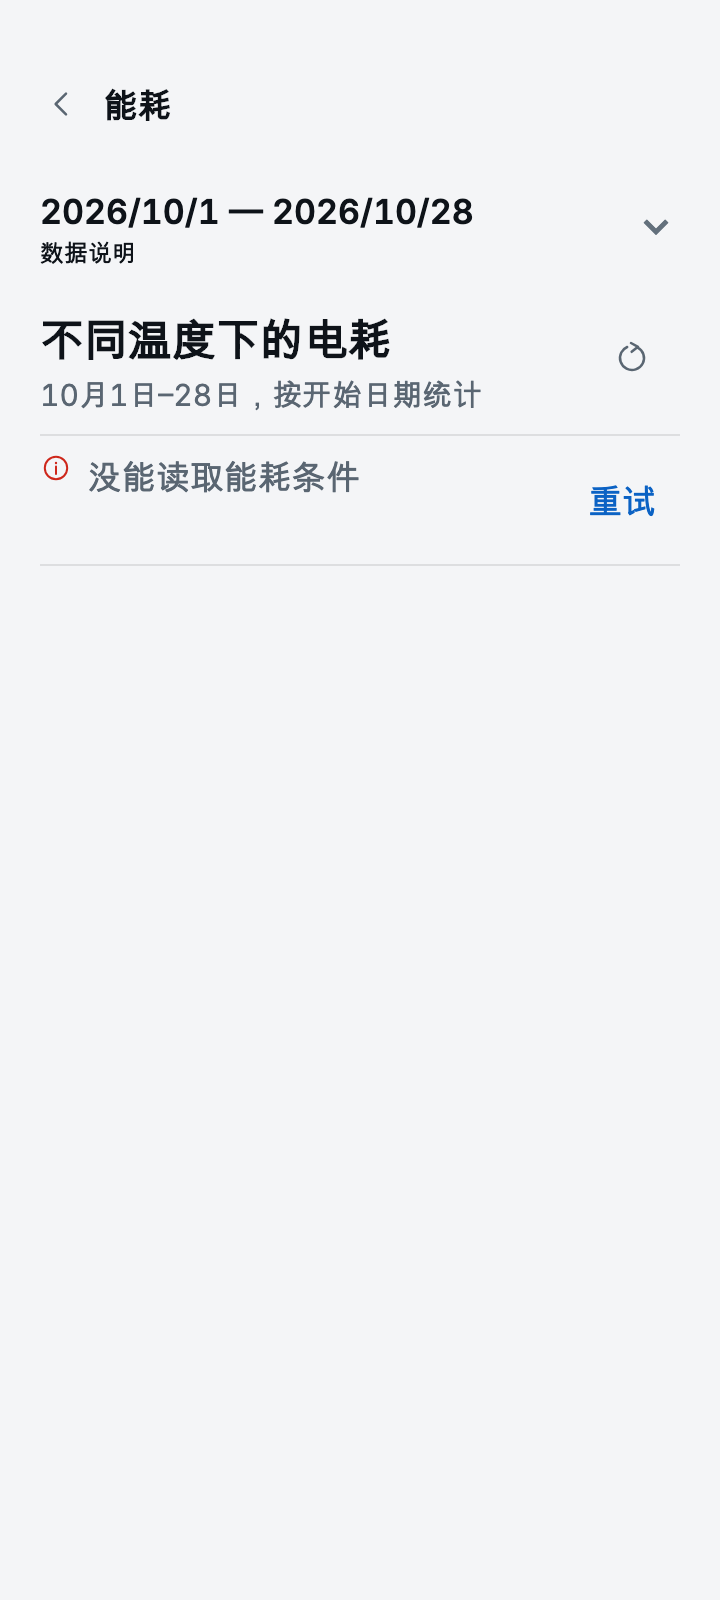 能耗
2026/10/1 — 2026/10/28
数据说明
不同温度下的电耗
10月1日–28日，按开始日期统计
没能读取能耗条件
重试